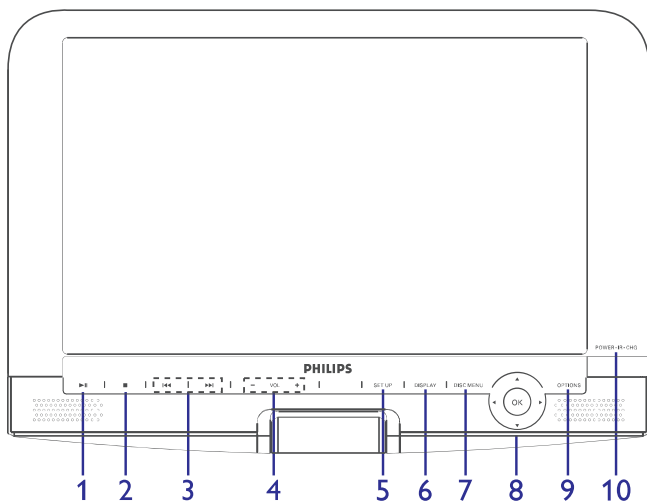 POWER-IR-CHG
PHILIPS
- VOL + SET UP DISPLAY DISC MENU OPTIONS
OK
1 2 3 4 5 6 7 8 9 10